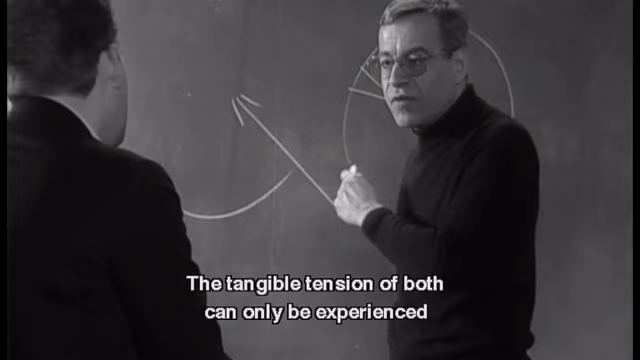 The tangible tension of both
can only be experienced